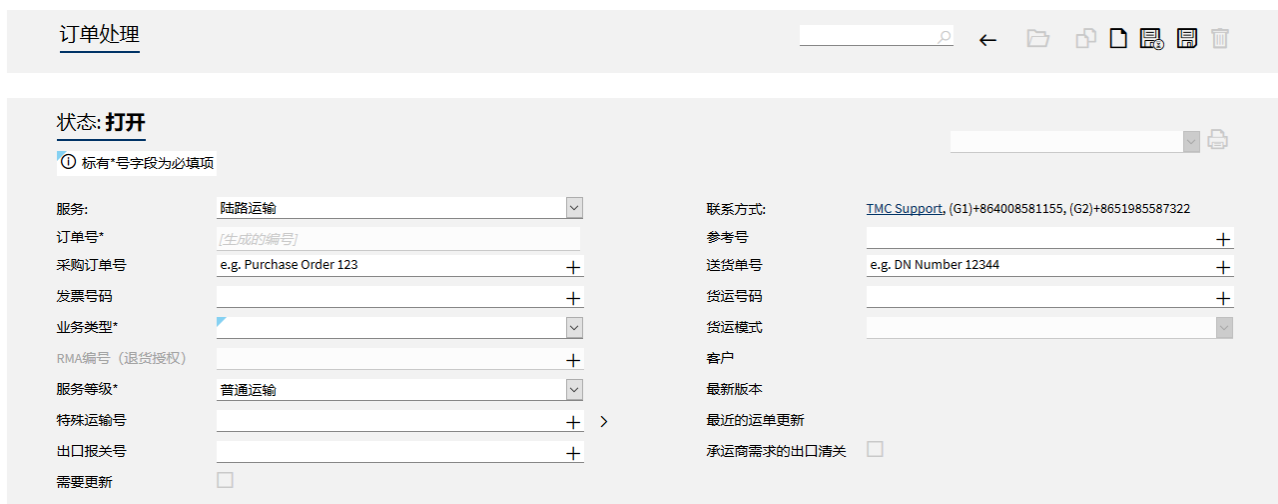 订单处理
状态: 打开
标有*号字段为必填项
服务: 陆路运输
联系方式: TMC Support, (G1)+864008581155, (G2)+8651985587322
订单号* [生成的编号]
参考号
采购订单号 e.g. Purchase Order 123
送货单号 e.g. DN Number 12344
发票号码
货运号码
业务类型*
货运模式
RMA编号（退货授权）
客户
服务等级* 普通运输
最新版本
特殊运输号
最近的运单更新
出口报关号
承运商需求的出口清关
需要更新